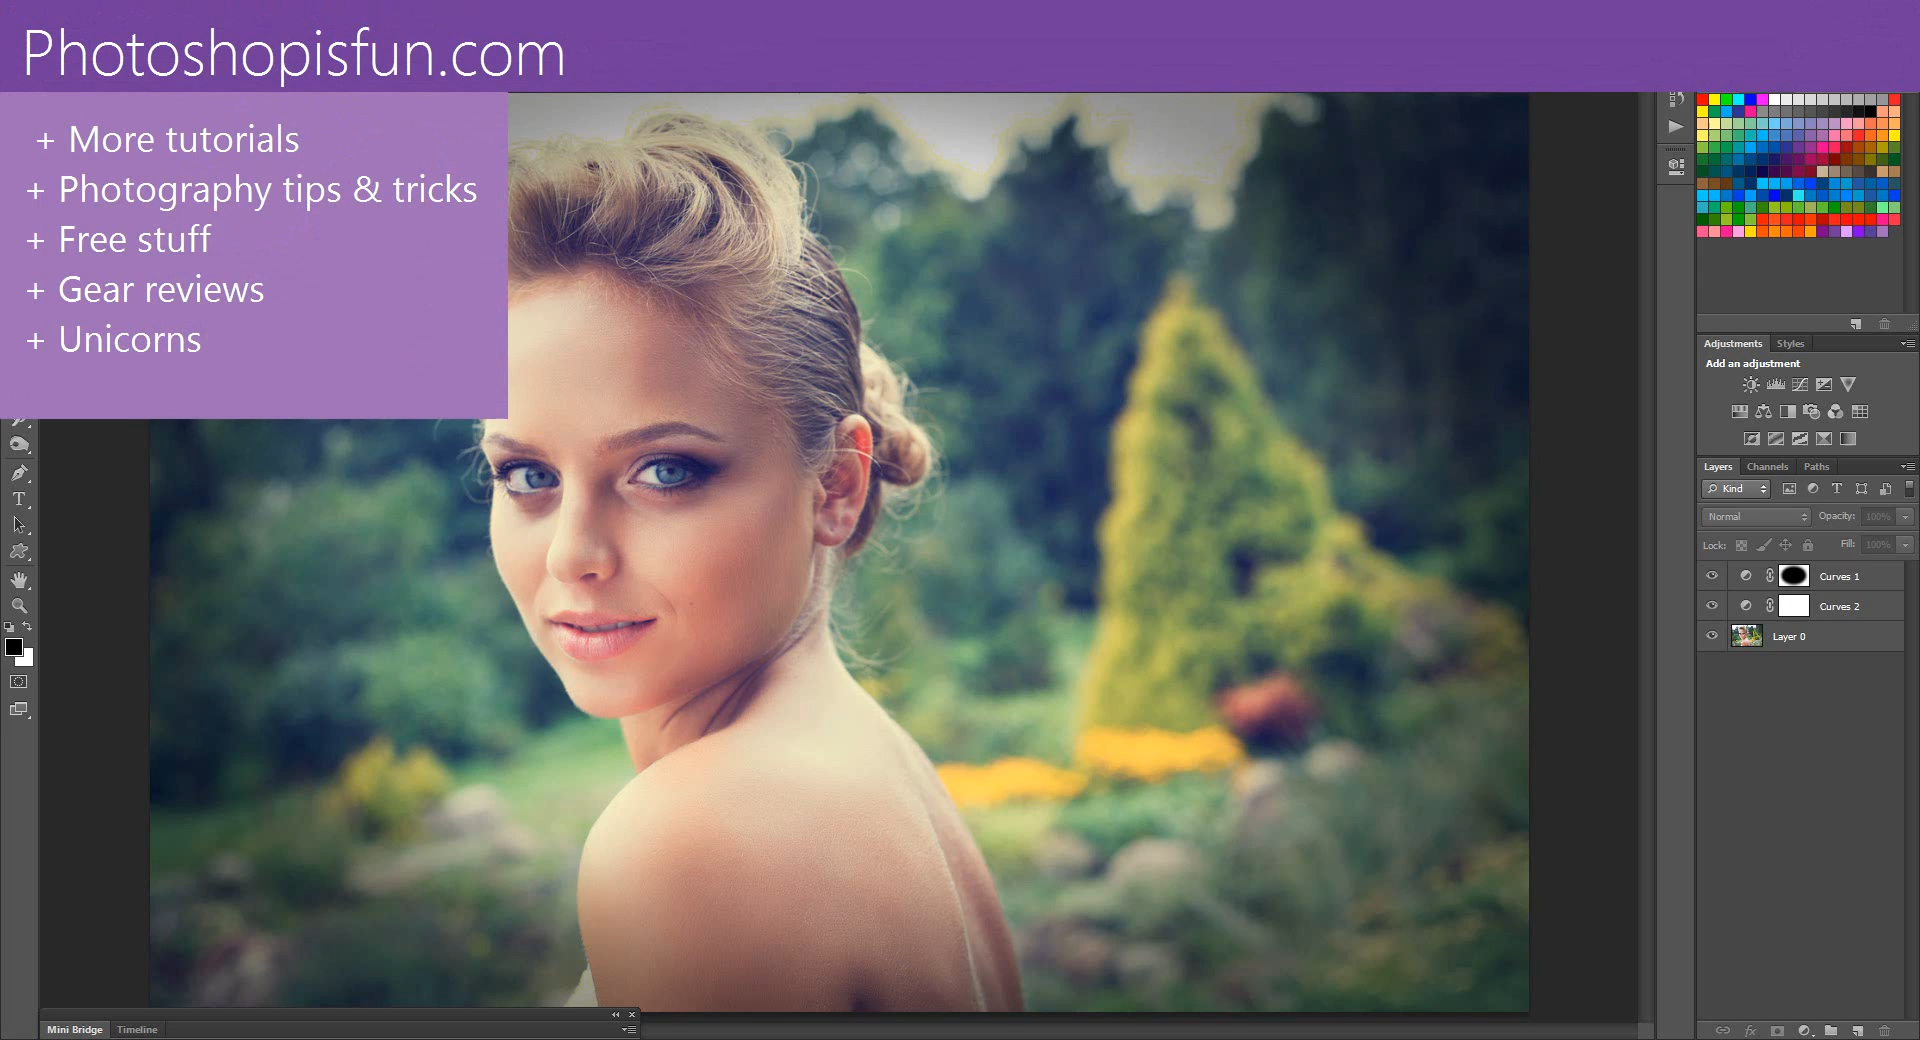 Photoshopisfun.com
+ More tutorials
+ Photography tips & tricks
+ Free stuff
+ Gear reviews
+ Unicorns
Adjustments Styles
Add an adjustment
Layers Channels Paths
Kind
Normal Opacity: 100%
Lock: Fill: 100%
Curves 1
Curves 2
Layer 0
Mini Bridge Timeline